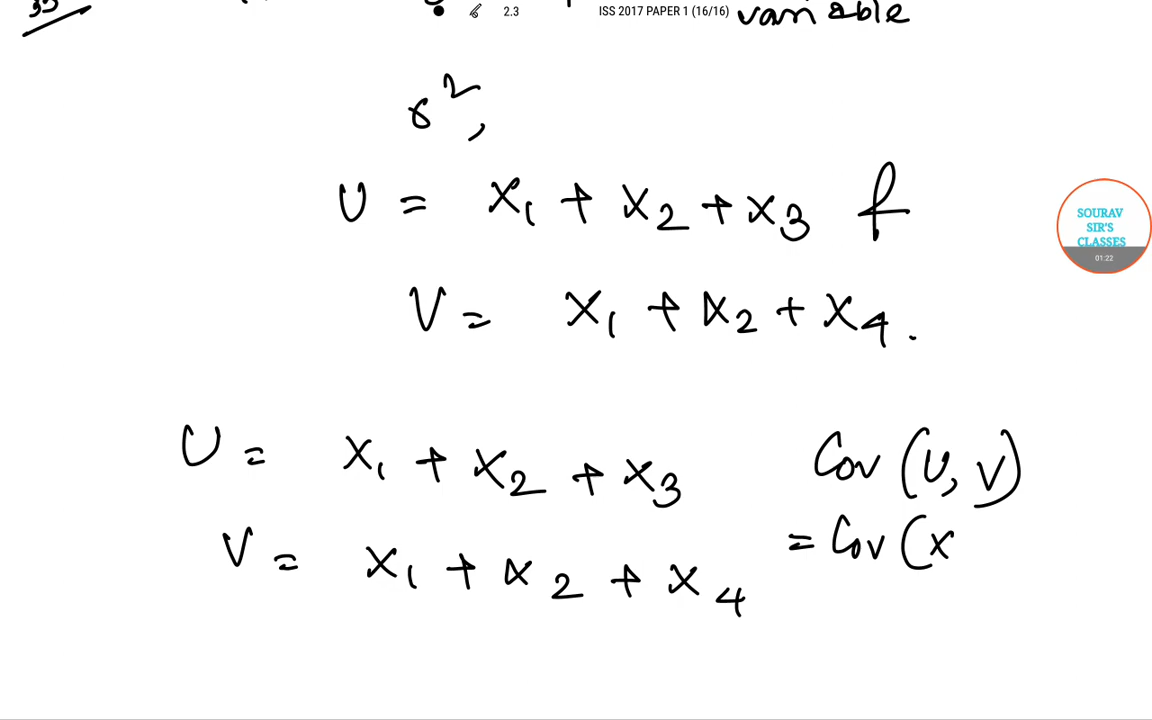 2.3
ISS 2017 PAPER 1 (16/16)
variable
σ²,
U = X₁ + X₂ + X₃ &
V = X₁ + X₂ + X₄.
SOURAV
SIR'S
CLASSES
01:22
U = X₁ + X₂ + X₃
V = X₁ + X₂ + X₄
Cov (U, V)
= Cov (X